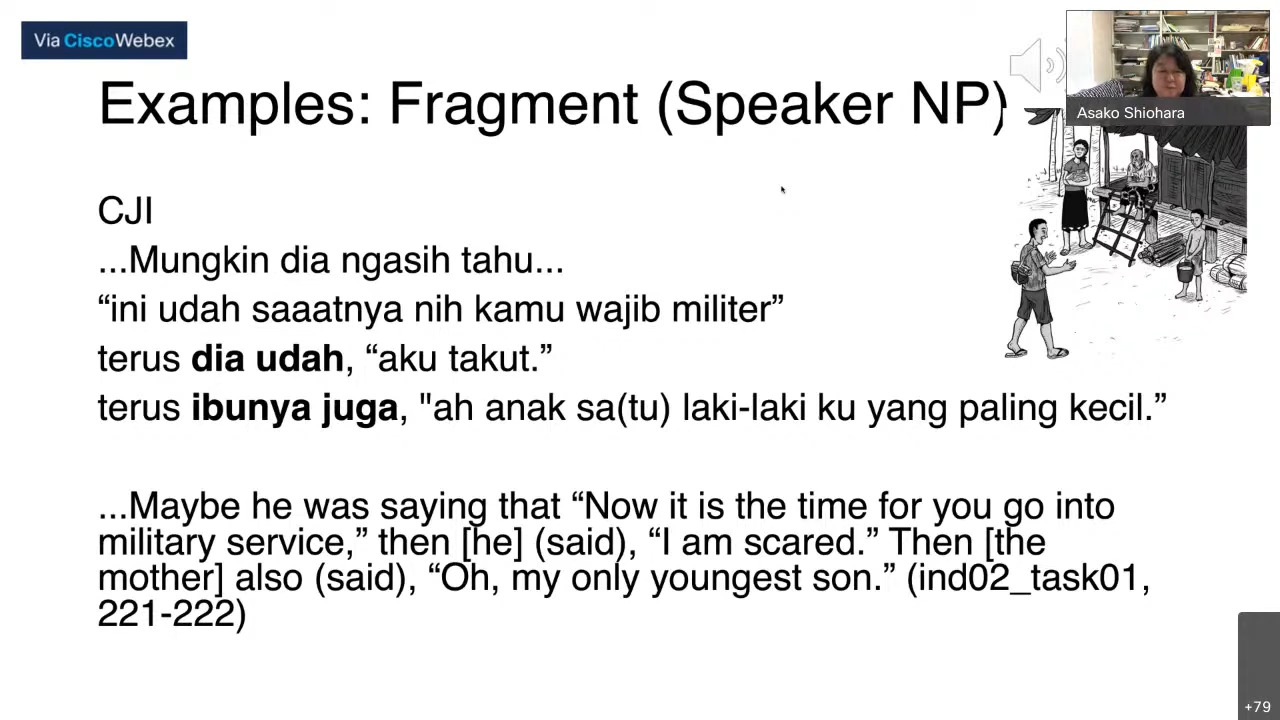 Via CiscoWebex
Examples: Fragment (Speaker NP)
Asako Shiohara
CJI
...Mungkin dia ngasih tahu...
“ini udah saaatnya nih kamu wajib militer”
terus dia udah, “aku takut.”
terus ibunya juga, "ah anak sa(tu) laki-laki ku yang paling kecil.”
...Maybe he was saying that “Now it is the time for you go into
military service,” then [he] (said), “I am scared.” Then [the
mother] also (said), “Oh, my only youngest son.” (ind02_task01,
221-222)
+79